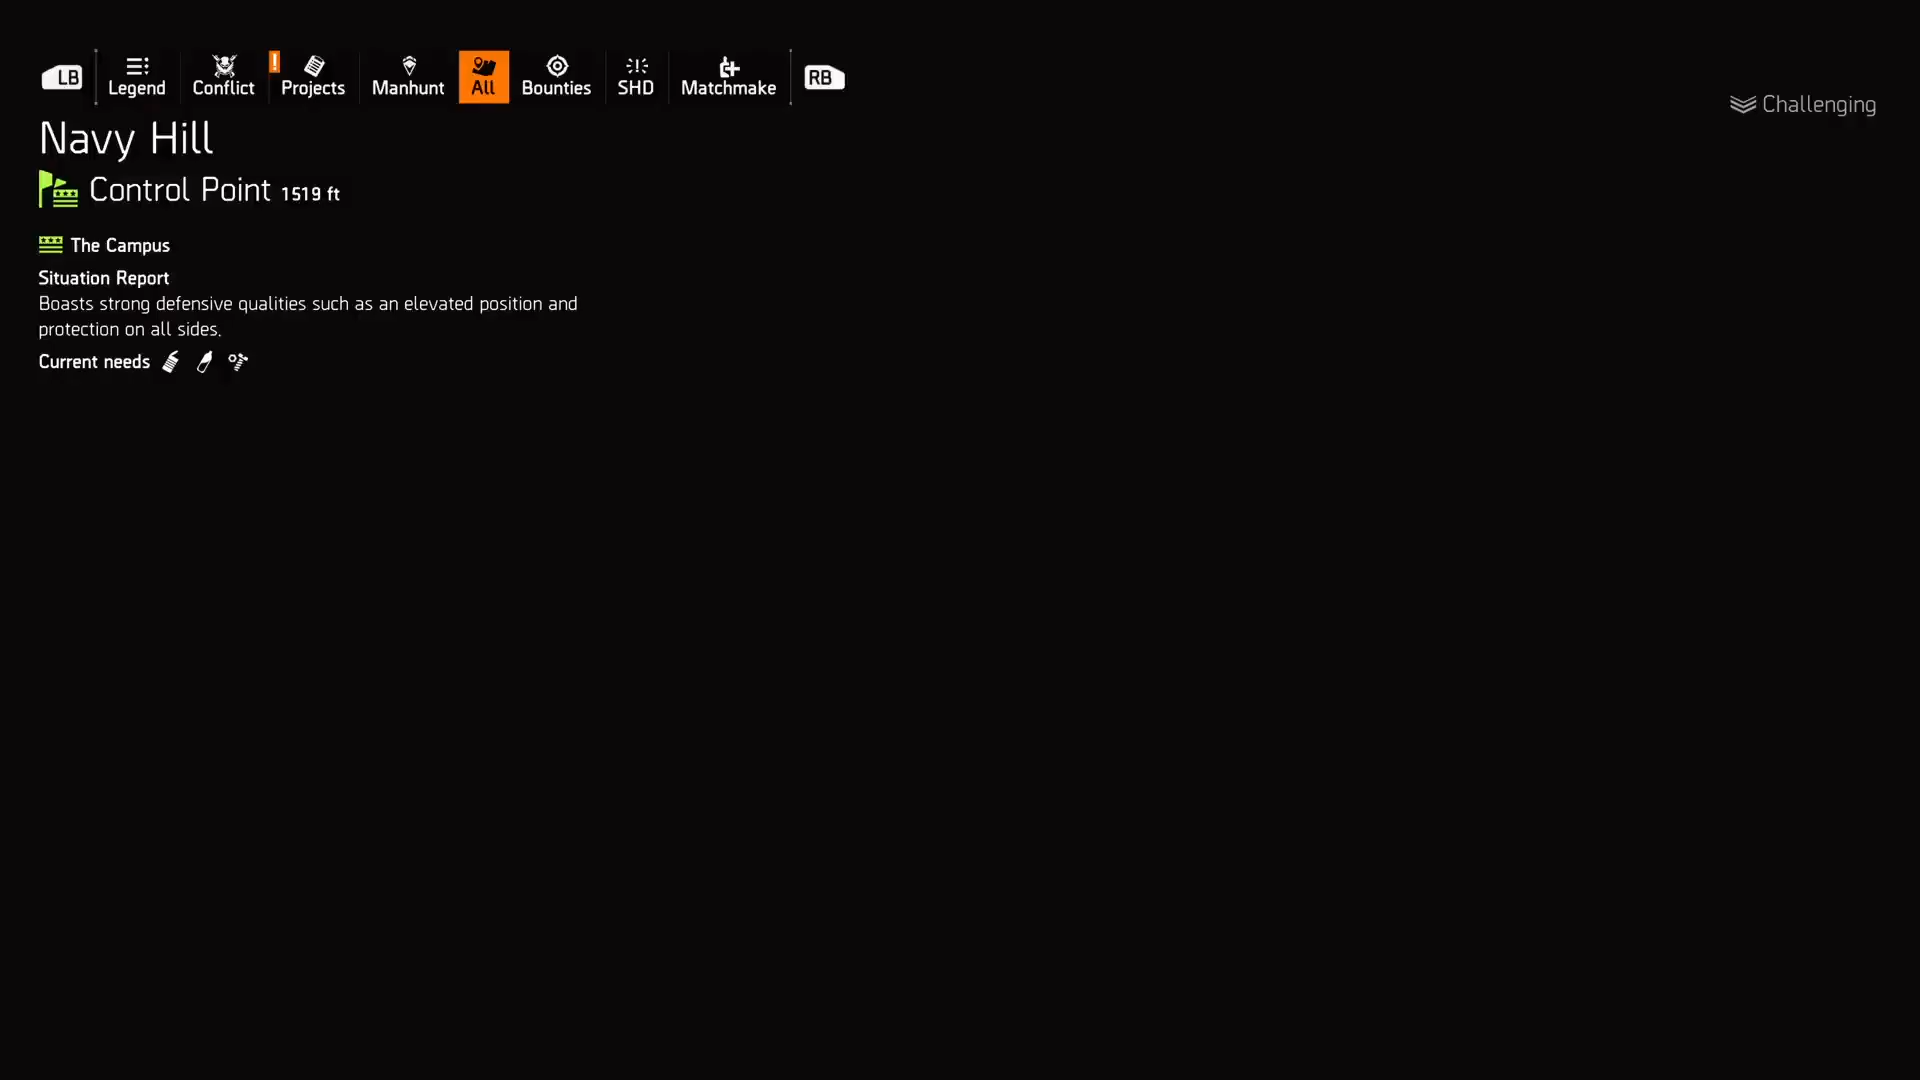 LB Legend Conflict ! Projects Manhunt All Bounties SHD Matchmake RB
Challenging
Navy Hill
Control Point 1519 ft
The Campus
Situation Report
Boasts strong defensive qualities such as an elevated position and
protection on all sides.
Current needs